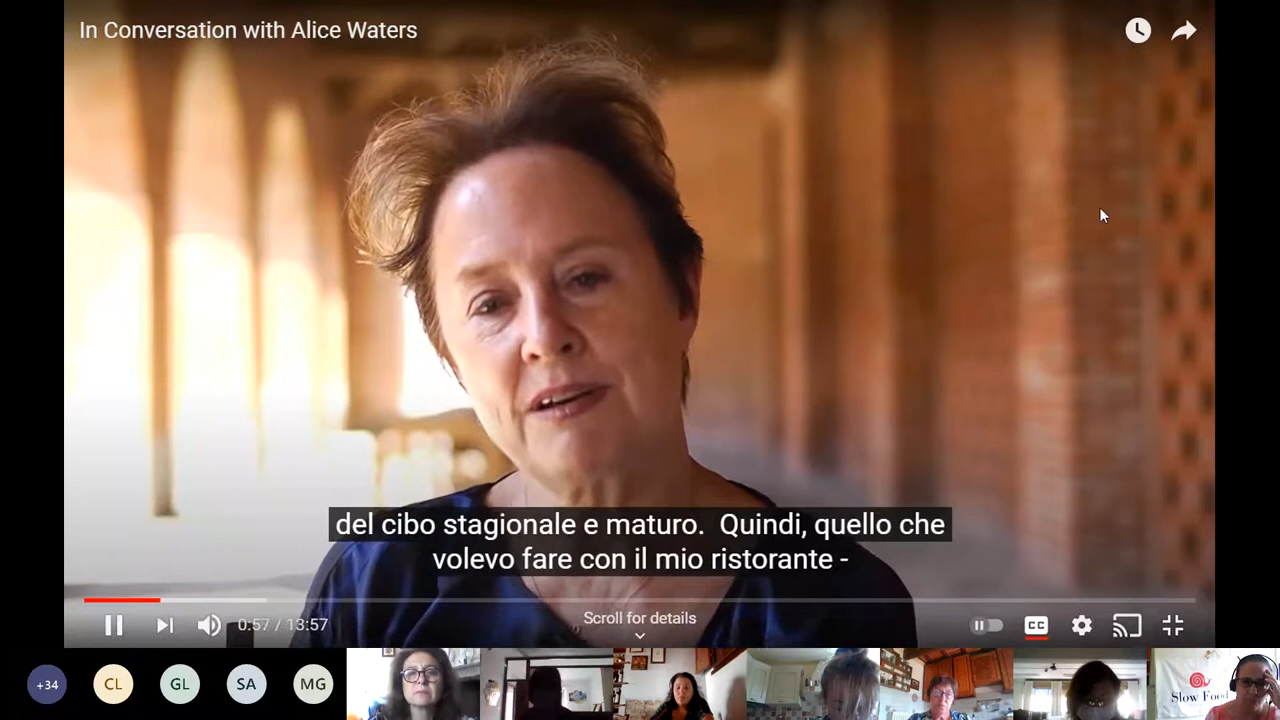 In Conversation with Alice Waters
del cibo stagionale e maturo.  Quindi, quello che
volevo fare con il mio ristorante -
0:57 / 13:57
Scroll for details
CC
+34
CL
GL
SA
MG
Slow Food